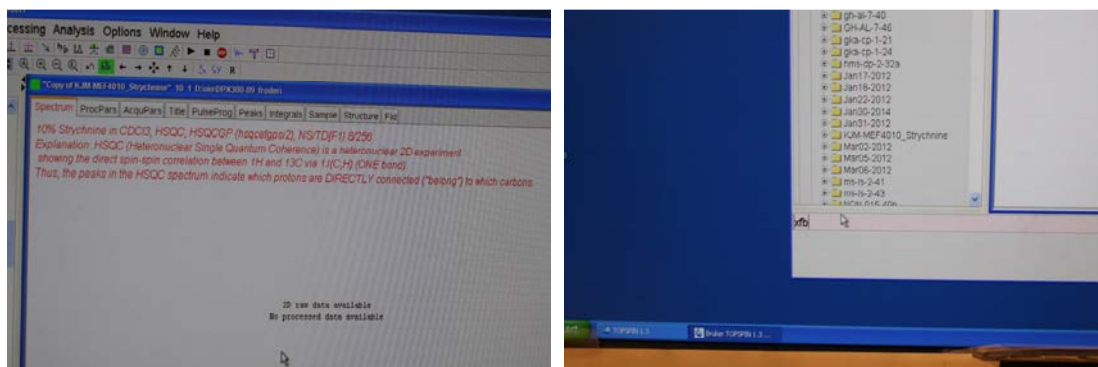 cessing Analysis Options Window Help
"Copy of KJM-MEF4010_Strychnine" 10 1 D:\user\DPX300-09 froderi
Spectrum ProcPars AcquPars Title PulseProg Peaks Integrals Sample Structure Fid
10% Strychnine in CDCl3, HSQC, HSQCGP (hsqcetgpsi2), NS/TD(F1) 8/256
Explanation: HSQC (Heteronuclear Single Quantum Coherence) is a heteronuclear 2D experiment
showing the direct spin-spin correlation between 1H and 13C via 1J(C,H) (ONE bond).
Thus, the peaks in the HSQC spectrum indicate which protons are DIRECTLY connected ("belong") to which carbons.
2D raw data available
No processed data available
gh-al-7-40
GH-AL-7-46
gka-cp-1-21
gka-cp-1-24
hms-dp-2-32a
Jan17-2012
Jan18-2012
Jan22-2012
Jan30-2014
Jan31-2012
KJM-MEF4010_Strychnine
Mar02-2012
Mar05-2012
Mar06-2012
ms-ls-2-41
ms-ls-2-43
xfb
TOPSPIN 1.3
Bruker TOPSPIN 1.3 ...